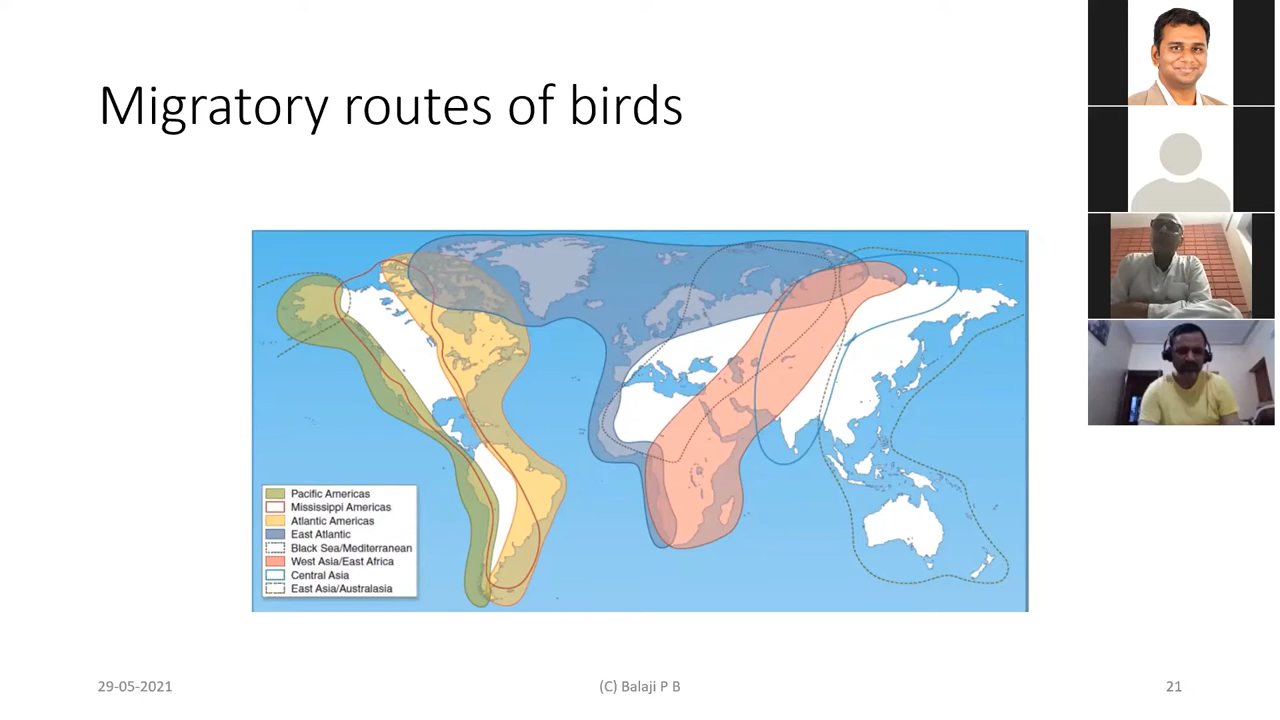 Migratory routes of birds
Pacific Americas
Mississippi Americas
Atlantic Americas
East Atlantic
Black Sea/Mediterranean
West Asia/East Africa
Central Asia
East Asia/Australasia
29-05-2021
(C) Balaji P B
21